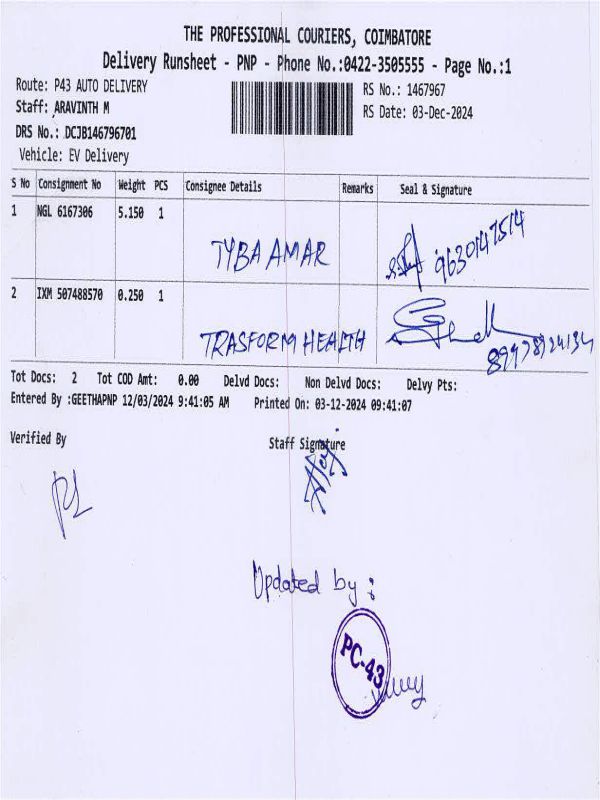 THE PROFESSIONAL COURIERS, COIMBATORE
Delivery Runsheet - PNP - Phone No.:0422-3505555 - Page No.:1
Route: P43 AUTO DELIVERY
RS No.: 1467967
Staff: ARAVINTH M
RS Date: 03-Dec-2024
DRS No.: DCJB146796701
Vehicle: EV Delivery
S No Consignment No Weight PCS Consignee Details Remarks Seal & Signature
1 NGL 6167306 5.150 1
TYBA AMAR 9630147514
2 IXM 507488570 0.250 1
TRASFORM HEALTH
Tot Docs: 2 Tot COD Amt: 0.00 Delvd Docs: Non Delvd Docs: Delvy Pts:
Entered By :GEETHAPNP 12/03/2024 9:41:05 AM Printed On: 03-12-2024 09:41:07
Verified By Staff Signature
Updated by :
PC-43